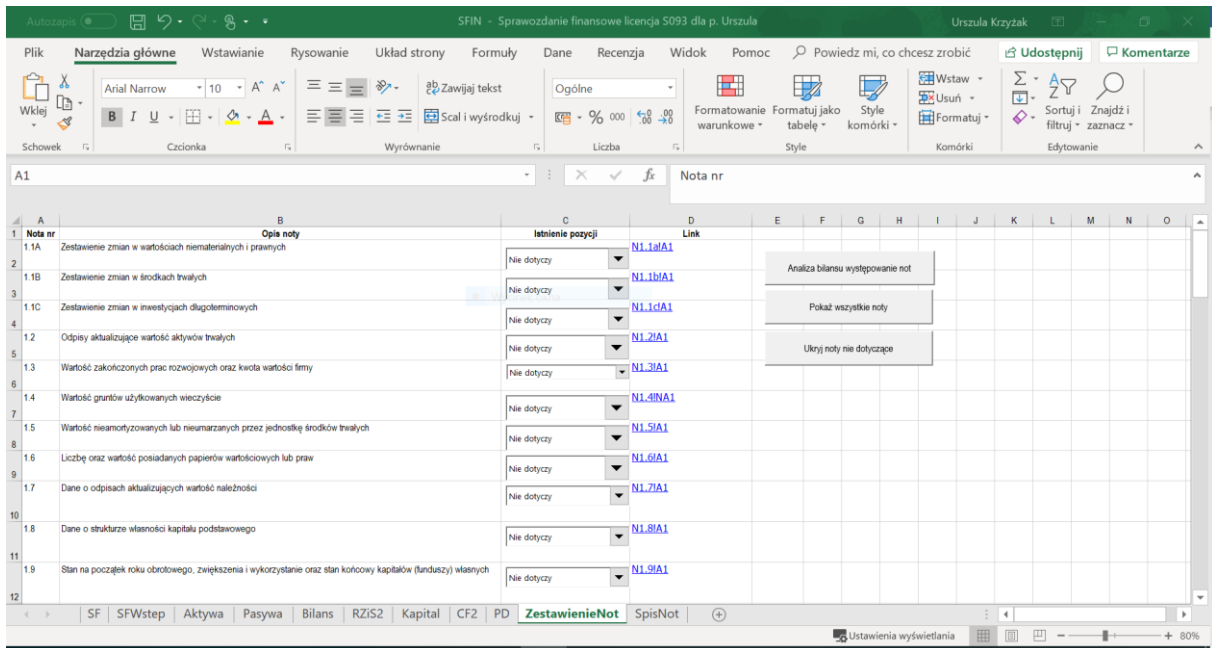 Autozapis
SFIN - Sprawozdanie finansowe licencja S093 dla p. Urszula
Urszula Krzyżak
Plik Narzędzia główne Wstawianie Rysowanie Układ strony Formuły Dane Recenzja Widok Pomoc Powiedz mi, co chcesz zrobić Udostępnij Komentarze
Wklej
Arial Narrow 10
B I U
Zawijaj tekst
Scal i wyśrodkuj
Ogólne
% 000
Formatowanie warunkowe
Formatuj jako tabelę
Style komórki
Wstaw
Usuń
Formatuj
Sortuj i filtruj
Znajdź i zaznacz
Schowek Czcionka Wyrównanie Liczba Style Komórki Edytowanie
A1 fx Nota nr
A B C D E F G H I J K L M N O
1 Nota nr Opis noty Istnienie pozycji Link
2 1.1A Zestawienie zmian w wartościach niematerialnych i prawnych Nie dotyczy N1.1a!A1
3 1.1B Zestawienie zmian w środkach trwałych Nie dotyczy N1.1b!A1
4 1.1C Zestawienie zmian w inwestycjach długoterminowych Nie dotyczy N1.1c!A1
5 1.2 Odpisy aktualizujące wartość aktywów trwałych Nie dotyczy N1.2!A1
6 1.3 Wartość zakończonych prac rozwojowych oraz kwota wartości firmy Nie dotyczy N1.3!A1
7 1.4 Wartość gruntów użytkowanych wieczyście Nie dotyczy N1.4!NA1
8 1.5 Wartość nieamortyzowanych lub nieumarzanych przez jednostkę środków trwałych Nie dotyczy N1.5!A1
9 1.6 Liczbę oraz wartość posiadanych papierów wartościowych lub praw Nie dotyczy N1.6!A1
10 1.7 Dane o odpisach aktualizujących wartość należności Nie dotyczy N1.7!A1
11 1.8 Dane o strukturze własności kapitału podstawowego Nie dotyczy N1.8!A1
12 1.9 Stan na początek roku obrotowego, zwiększenia i wykorzystanie oraz stan końcowy kapitałów (funduszy) własnych Nie dotyczy N1.9!A1
Analiza bilansu występowanie not
Pokaż wszystkie noty
Ukryj noty nie dotyczące
SF SFWstep Aktywa Pasywa Bilans RZiS2 Kapital CF2 PD ZestawienieNot SpisNot
Ustawienia wyświetlania 80%